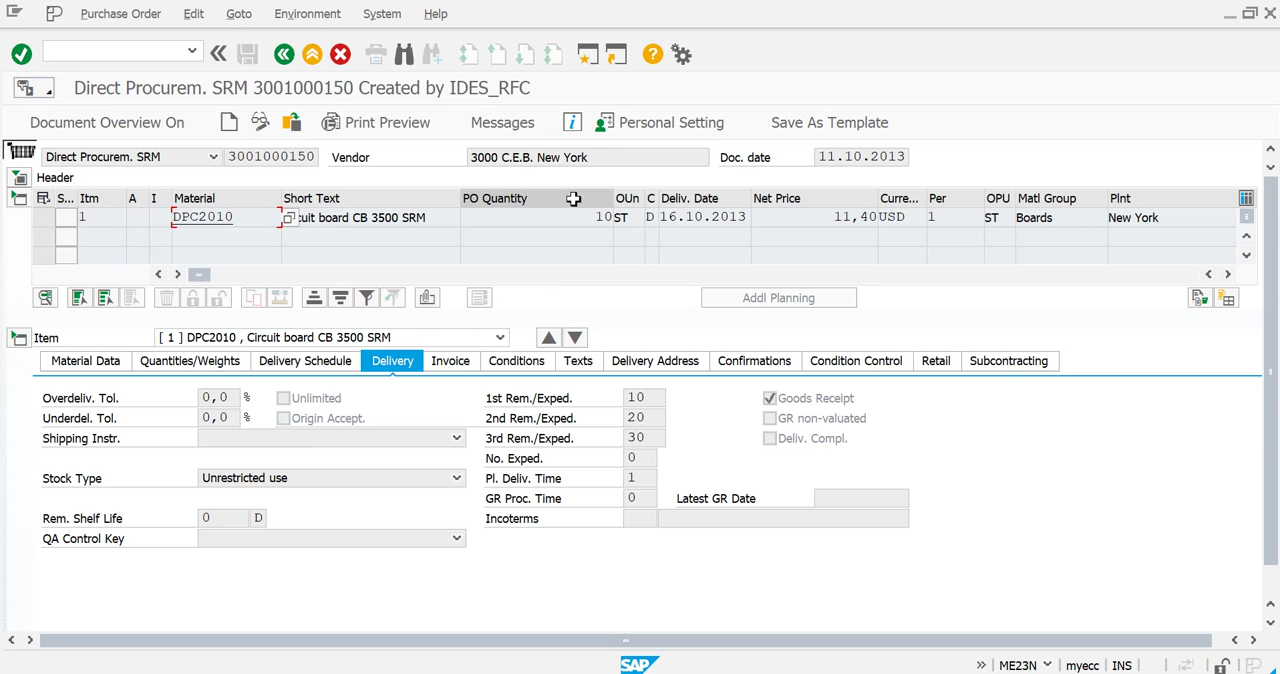 Purchase Order Edit Goto Environment System Help
Direct Procurem. SRM 3001000150 Created by IDES_RFC
Document Overview On Print Preview Messages Personal Setting Save As Template
Direct Procurem. SRM 3001000150 Vendor 3000 C.E.B. New York Doc. date 11.10.2013
Header
S... Itm A I Material Short Text PO Quantity OUn C Deliv. Date Net Price Curre... Per OPU Matl Group Plnt
1 DPC2010 cuit board CB 3500 SRM 10 ST D 16.10.2013 11,40 USD 1 ST Boards New York
Addl Planning
Item [ 1 ] DPC2010 , Circuit board CB 3500 SRM
Material Data Quantities/Weights Delivery Schedule Delivery Invoice Conditions Texts Delivery Address Confirmations Condition Control Retail Subcontracting
Overdeliv. Tol. 0,0 % Unlimited 1st Rem./Exped. 10 Goods Receipt
Underdel. Tol. 0,0 % Origin Accept. 2nd Rem./Exped. 20 GR non-valuated
Shipping Instr. 3rd Rem./Exped. 30 Deliv. Compl.
No. Exped. 0
Stock Type Unrestricted use Pl. Deliv. Time 1
GR Proc. Time 0 Latest GR Date
Rem. Shelf Life 0 D Incoterms
QA Control Key
SAP ME23N myecc INS